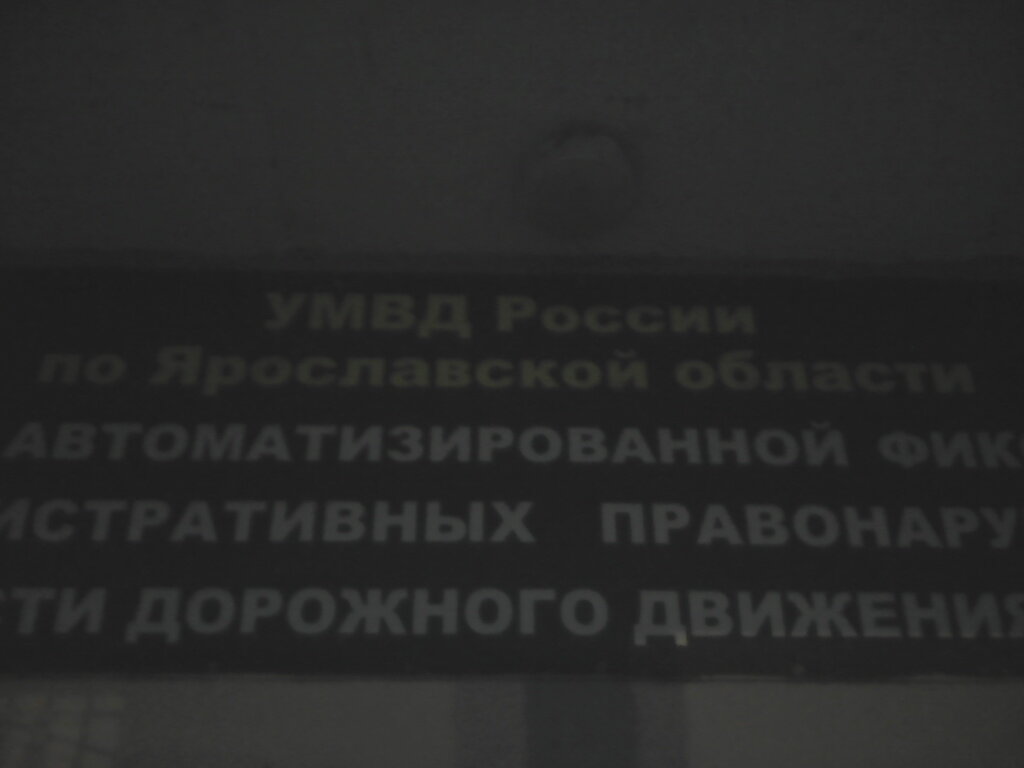 УМВД России
по Ярославской области
АВТОМАТИЗИРОВАННОЙ ФИК
ИСТРАТИВНЫХ ПРАВОНАРУ
СТИ ДОРОЖНОГО ДВИЖЕНИЯ